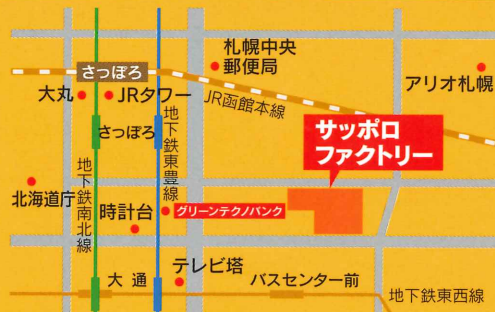 札幌中央
郵便局
さっぽろ
アリオ札幌
大丸
JRタワー
JR函館本線
さっぽろ
サッポロ
ファクトリー
地下鉄南北線
地下鉄東豊線
北海道庁
時計台
グリーンテクノバンク
テレビ塔
大通
バスセンター前
地下鉄東西線